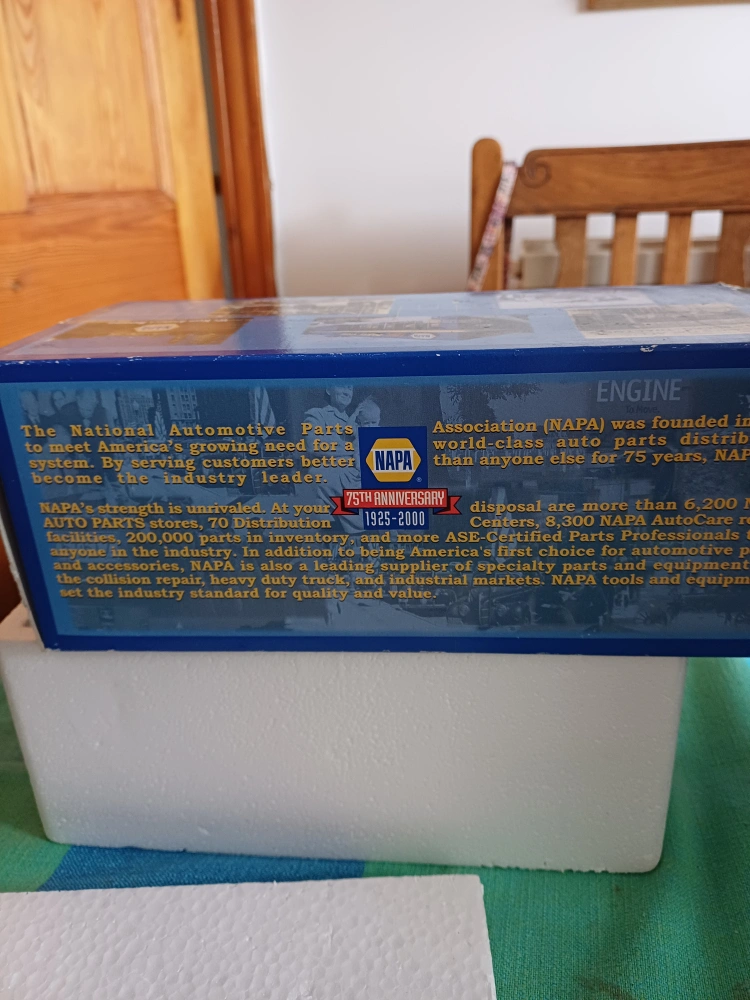 ENGINE
The National Automotive Parts Association (NAPA) was founded in
to meet America's growing need for a world-class auto parts distrib
system. By serving customers better than anyone else for 75 years, NAP
become the industry leader.
NAPA
75TH ANNIVERSARY
1925-2000
NAPA's strength is unrivaled. At your disposal are more than 6,200 N
AUTO PARTS stores, 70 Distribution Centers, 8,300 NAPA AutoCare
facilities, 200,000 parts in inventory, and more ASE-Certified Parts Professionals
anyone in the industry. In addition to being America's first choice for automotive p
and accessories, NAPA is also a leading supplier of specialty parts and equipment
the-collision repair, heavy duty truck, and industrial markets. NAPA tools and equipm
set the industry standard for quality and value.